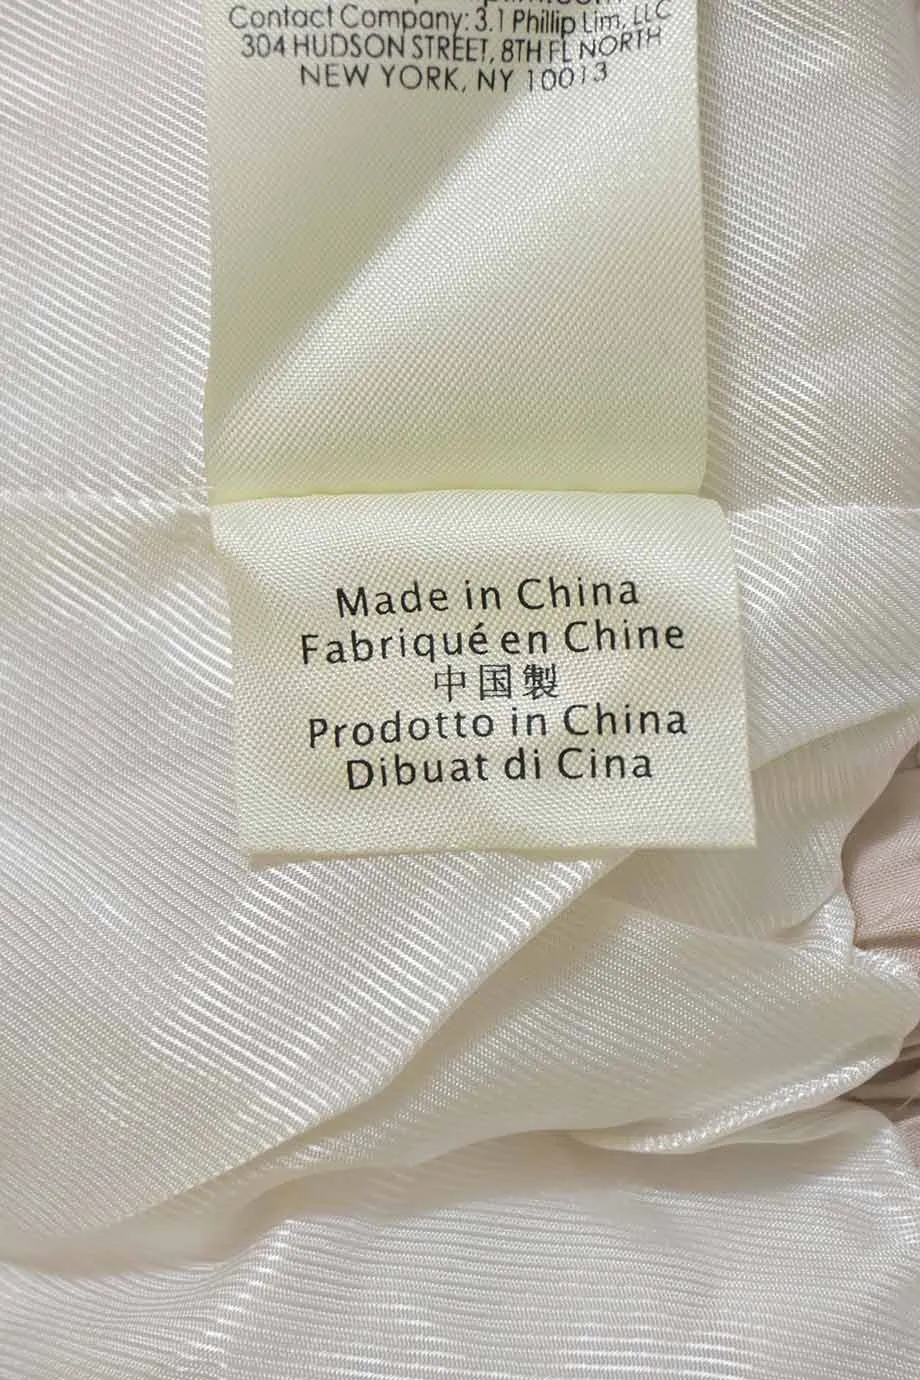 Contact Company: 3.1 Phillip Lim, LLC
304 HUDSON STREET, 8TH FL NORTH
NEW YORK, NY 10013
Made in China
Fabriqué en Chine
中国製
Prodotto in China
Dibuat di Cina